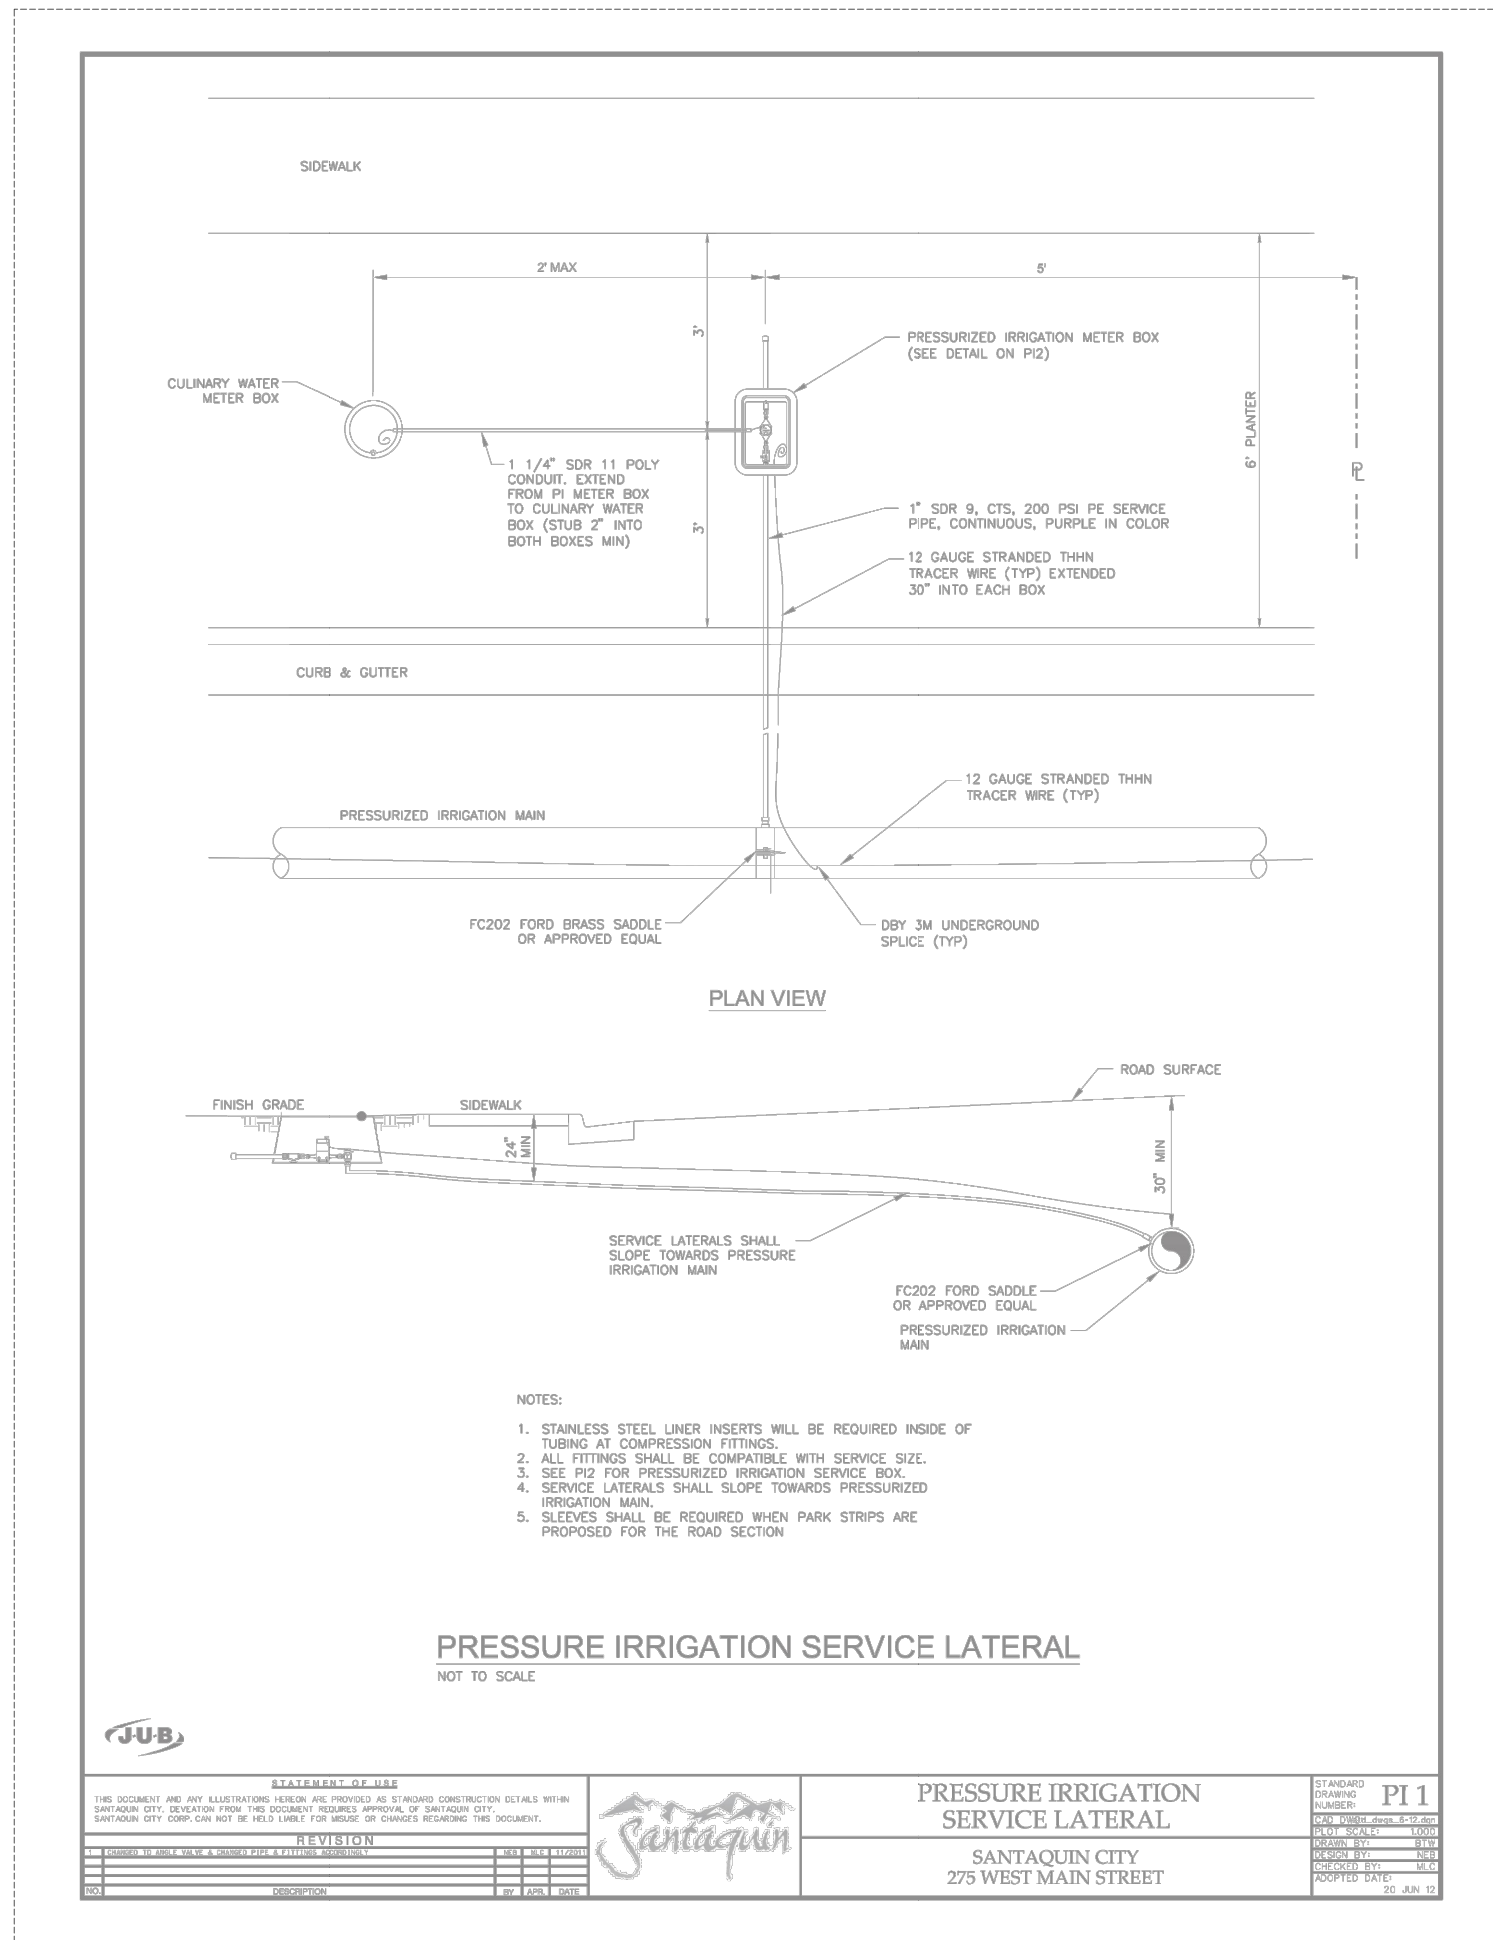 SIDEWALK
2' MAX
5'
3'
PRESSURIZED IRRIGATION METER BOX
(SEE DETAIL ON PI2)
CULINARY WATER
METER BOX
6' PLANTER
PL
1 1/4" SDR 11 POLY
CONDUIT. EXTEND
FROM PI METER BOX
TO CULINARY WATER
BOX (STUB 2" INTO
BOTH BOXES MIN)
3'
1" SDR 9, CTS, 200 PSI PE SERVICE
PIPE, CONTINUOUS, PURPLE IN COLOR
12 GAUGE STRANDED THHN
TRACER WIRE (TYP) EXTENDED
30" INTO EACH BOX
CURB & GUTTER
12 GAUGE STRANDED THHN
TRACER WIRE (TYP)
PRESSURIZED IRRIGATION MAIN
FC202 FORD BRASS SADDLE
OR APPROVED EQUAL
DBY 3M UNDERGROUND
SPLICE (TYP)
PLAN VIEW
ROAD SURFACE
FINISH GRADE
SIDEWALK
24"
MIN
30" MIN
SERVICE LATERALS SHALL
SLOPE TOWARDS PRESSURE
IRRIGATION MAIN
FC202 FORD SADDLE
OR APPROVED EQUAL
PRESSURIZED IRRIGATION
MAIN
NOTES:
1. STAINLESS STEEL LINER INSERTS WILL BE REQUIRED INSIDE OF
TUBING AT COMPRESSION FITTINGS.
2. ALL FITTINGS SHALL BE COMPATIBLE WITH SERVICE SIZE.
3. SEE PI2 FOR PRESSURIZED IRRIGATION SERVICE BOX.
4. SERVICE LATERALS SHALL SLOPE TOWARDS PRESSURIZED
IRRIGATION MAIN.
5. SLEEVES SHALL BE REQUIRED WHEN PARK STRIPS ARE
PROPOSED FOR THE ROAD SECTION
PRESSURE IRRIGATION SERVICE LATERAL
NOT TO SCALE
J-U-B
STATEMENT OF USE
THIS DOCUMENT AND ANY ILLUSTRATIONS HEREON ARE PROVIDED AS STANDARD CONSTRUCTION DETAILS WITHIN
SANTAQUIN CITY. DEVEATION FROM THIS DOCUMENT REQUIRES APPROVAL OF SANTAQUIN CITY.
SANTAQUIN CITY CORP. CAN NOT BE HELD LIABLE FOR MISUSE OR CHANGES REGARDING THIS DOCUMENT.
REVISION
1 CHANGED TO ANGLE VALVE & CHANGED PIPE & FITTINGS ACCORDINGLY NEB MLC 11/2011
NO. DESCRIPTION BY APR. DATE
Santaquin
PRESSURE IRRIGATION
SERVICE LATERAL
SANTAQUIN CITY
275 WEST MAIN STREET
STANDARD
DRAWING
NUMBER:
PI 1
CAD DWG:
PLOT SCALE: 1.000
DRAWN BY: BTW
DESIGN BY: NEB
CHECKED BY: MLC
ADOPTED DATE:
20 JUN 12